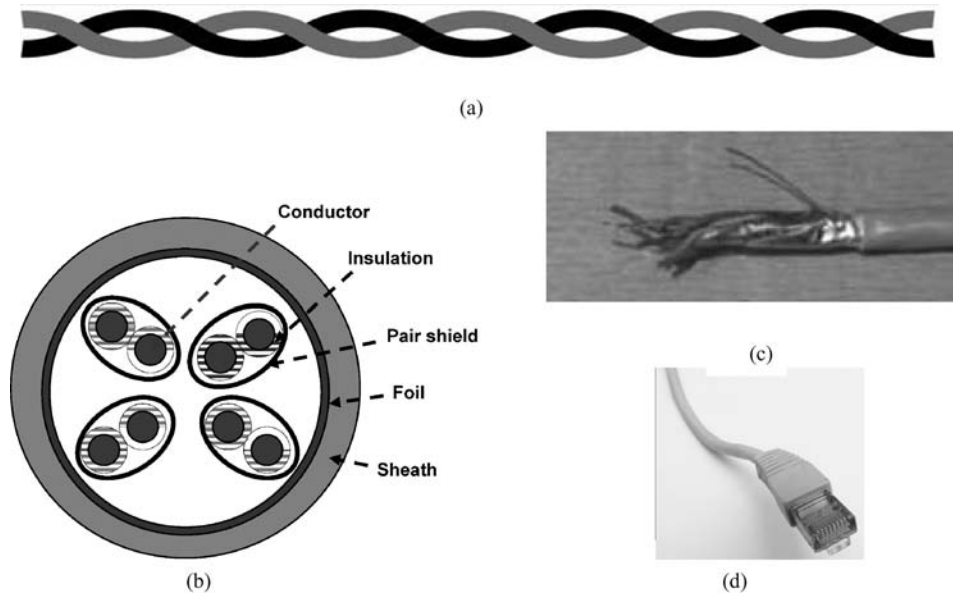 (a)
Conductor
Insulation
Pair shield
Foil
Sheath
(b)
(c)
(d)